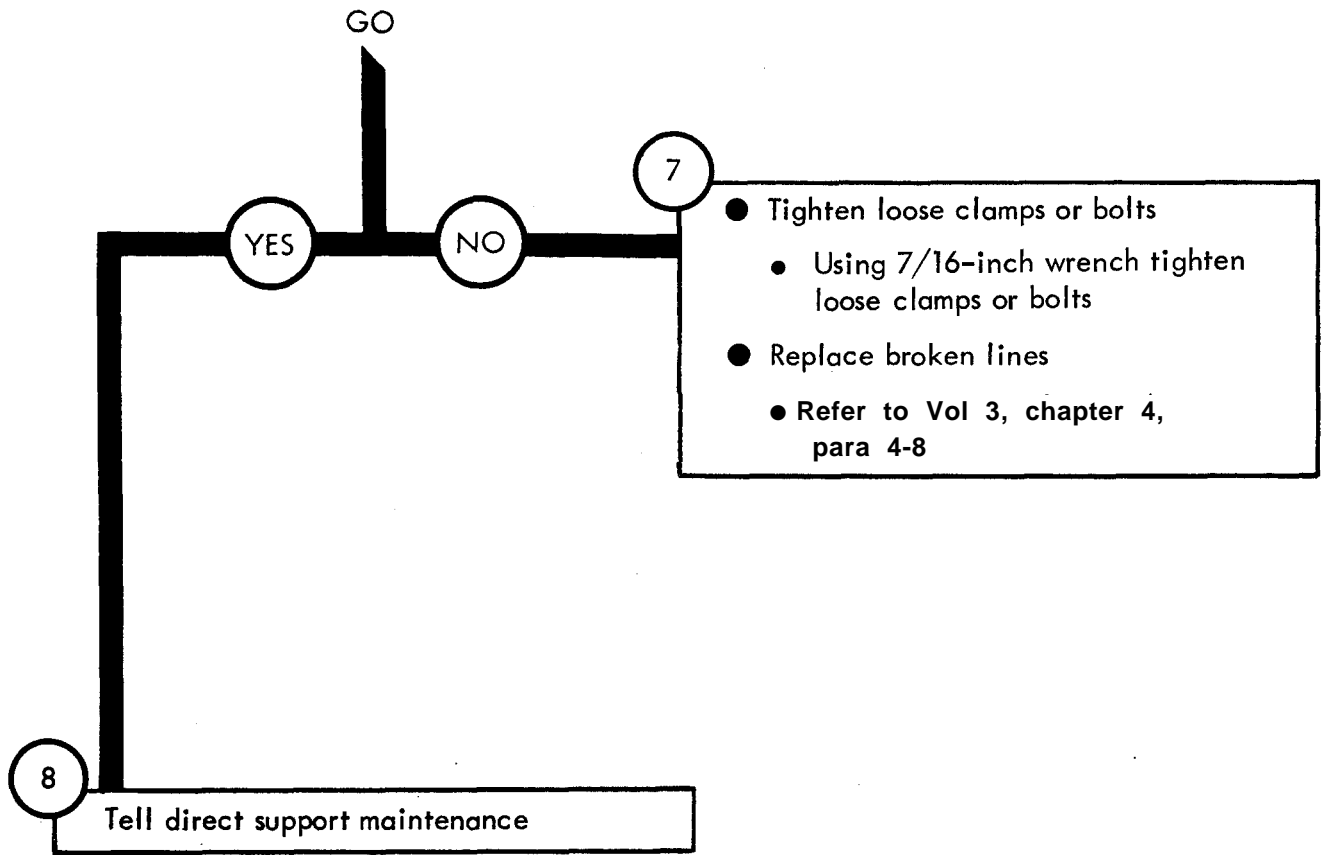 GO
YES
NO
7
● Tighten loose clamps or bolts
● Using 7/16-inch wrench tighten
loose clamps or bolts
● Replace broken lines
● Refer to Vol 3, chapter 4,
para 4-8
8
Tell direct support maintenance